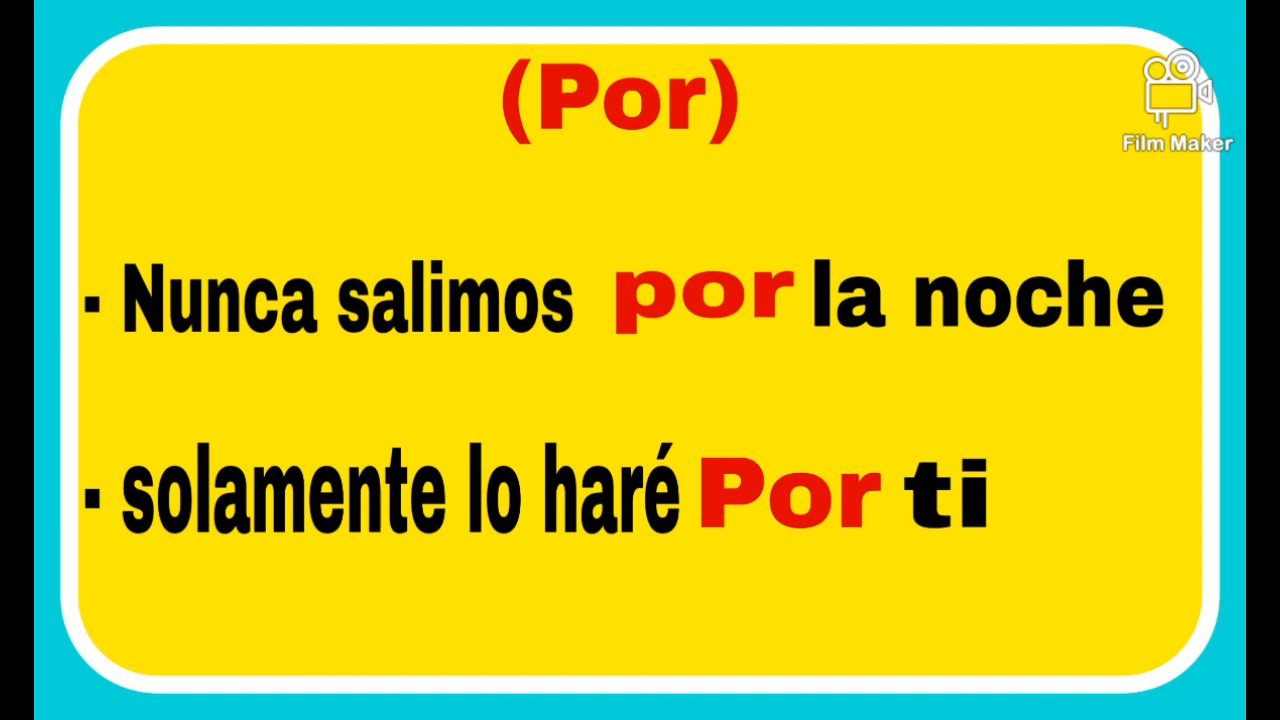 (Por)
Film Maker
- Nunca salimos por la noche
- solamente lo haré Por ti